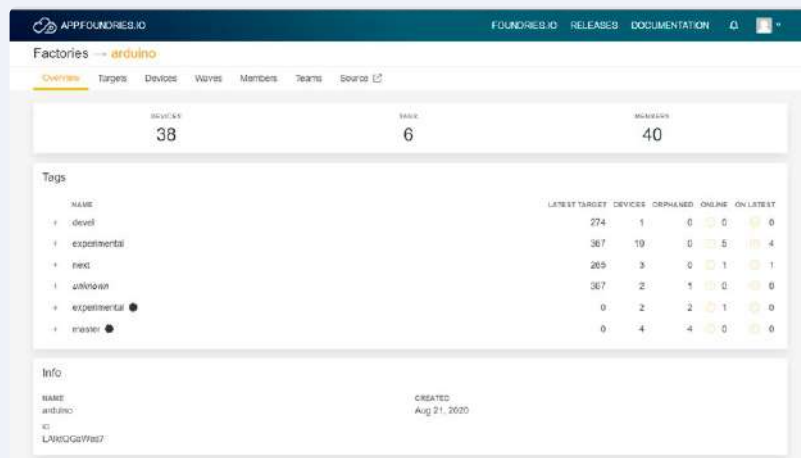 APP.FOUNDRIES.IO FOUNDRIES.IO RELEASES DOCUMENTATION
Factories → arduino
Overview Targets Devices Waves Members Teams Source
DEVICES TAGS MEMBERS
38 6 40
Tags
NAME LATEST TARGET DEVICES ORPHANED ONLINE ON LATEST
+ devel 274 1 0 0 0
+ experimental 367 19 0 5 4
+ next 265 3 0 1 1
+ unknown 367 2 1 0 0
+ experimental 0 2 2 1 0
+ master 0 4 4 0 0
Info
NAME CREATED
arduino Aug 21, 2020
ID